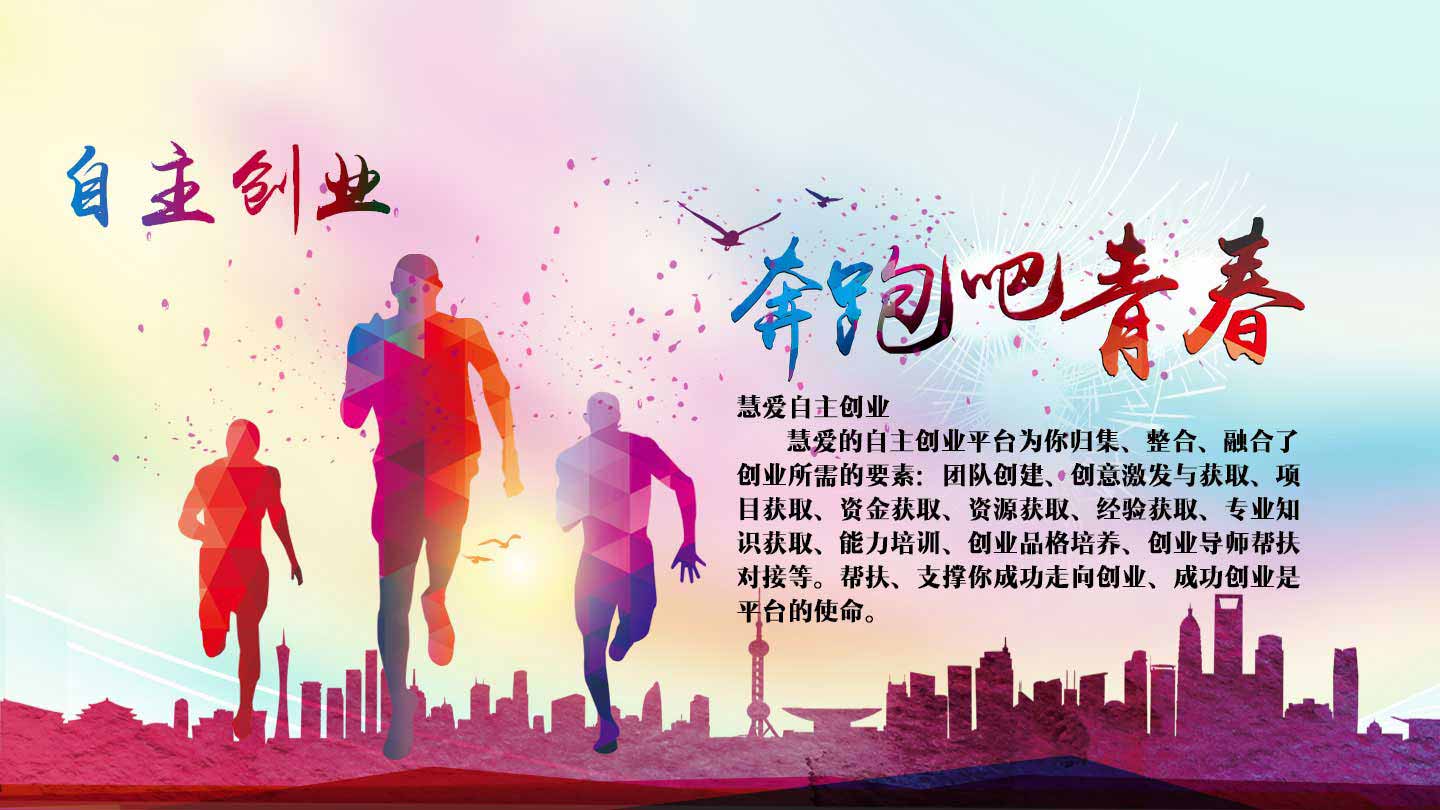 自主创业
奔跑吧青春
慧爱自主创业
慧爱的自主创业平台为你归集、整合、融合了
创业所需的要素：团队创建、创意激发与获取、项
目获取、资金获取、资源获取、经验获取、专业知
识获取、能力培训、创业品格培养、创业导师帮扶
对接等。帮扶、支撑你成功走向创业、成功创业是
平台的使命。